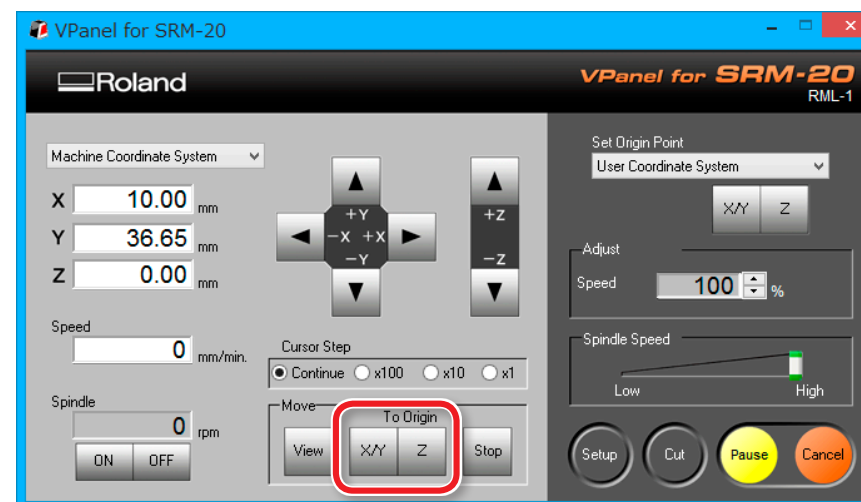 VPanel for SRM-20
Roland
VPanel for SRM-20
RML-1
Machine Coordinate System
X 10.00 mm
Y 36.65 mm
Z 0.00 mm
Speed
0 mm/min.
Spindle
0 rpm
ON OFF
+Y
-X +X
-Y
+Z
-Z
Cursor Step
Continue x100 x10 x1
Move
To Origin
View X/Y Z Stop
Set Origin Point
User Coordinate System
X/Y Z
Adjust
Speed 100 %
Spindle Speed
Low High
Setup Cut Pause Cancel